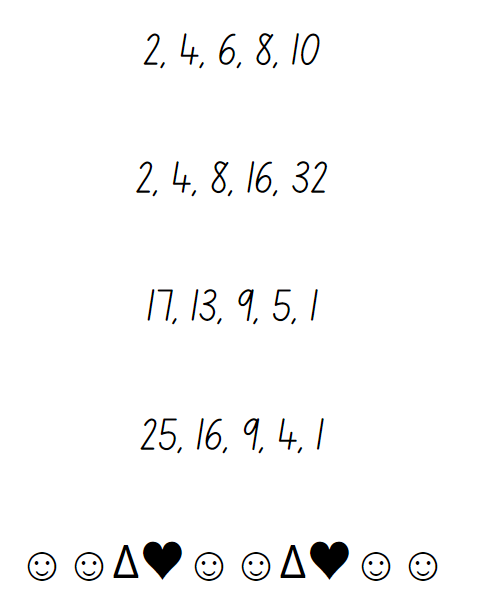 2, 4, 6, 8, 10
2, 4, 8, 16, 32
17, 13, 9, 5, 1
25, 16, 9, 4, 1
☺☺Δ♥☺☺Δ♥☺☺